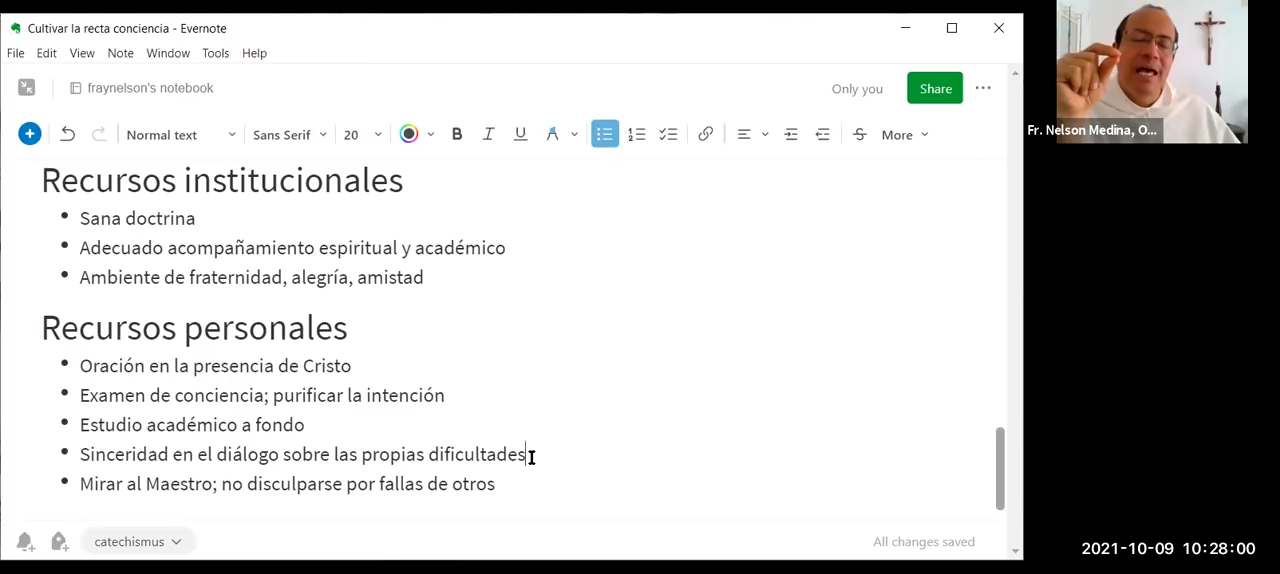 Cultivar la recta conciencia - Evernote
File Edit View Note Window Tools Help
fraynelson's notebook
Only you
Share
Normal text
Sans Serif
20
B I U
More
Recursos institucionales
• Sana doctrina
• Adecuado acompañamiento espiritual y académico
• Ambiente de fraternidad, alegría, amistad
Recursos personales
• Oración en la presencia de Cristo
• Examen de conciencia; purificar la intención
• Estudio académico a fondo
• Sinceridad en el diálogo sobre las propias dificultades
• Mirar al Maestro; no disculparse por fallas de otros
catechismus
All changes saved
Fr. Nelson Medina, O...
2021-10-09 10:28:00